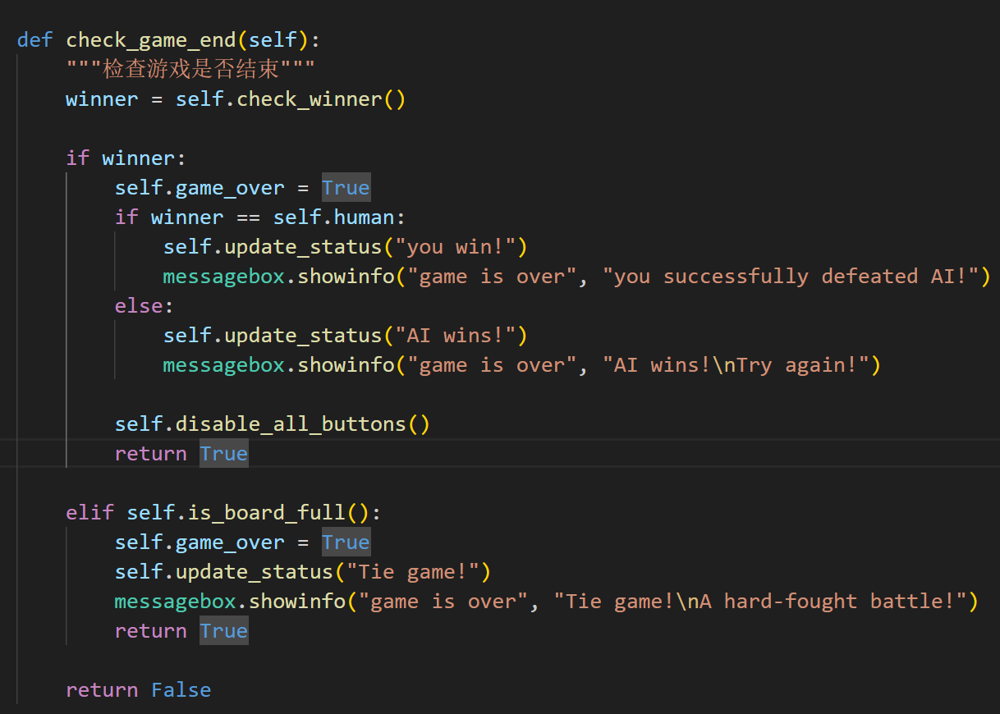 def check_game_end(self):
    """检查游戏是否结束"""
    winner = self.check_winner()

    if winner:
        self.game_over = True
        if winner == self.human:
            self.update_status("you win!")
            messagebox.showinfo("game is over", "you successfully defeated AI!")
        else:
            self.update_status("AI wins!")
            messagebox.showinfo("game is over", "AI wins!\nTry again!")

        self.disable_all_buttons()
        return True

    elif self.is_board_full():
        self.game_over = True
        self.update_status("Tie game!")
        messagebox.showinfo("game is over", "Tie game!\nA hard-fought battle!")
        return True

    return False